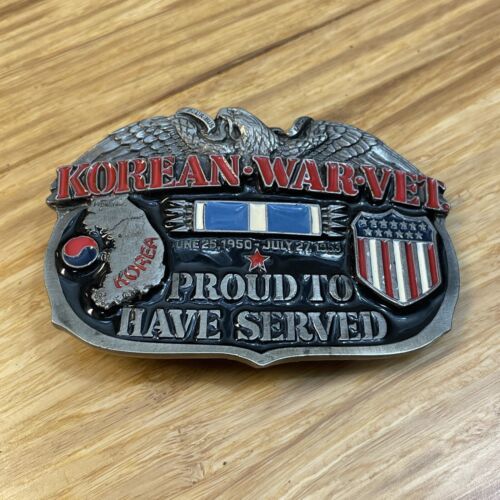 KOREAN·WAR·VET.
JUNE 25, 1950 - JULY 27, 1953
KOREA
PROUD TO
HAVE SERVED